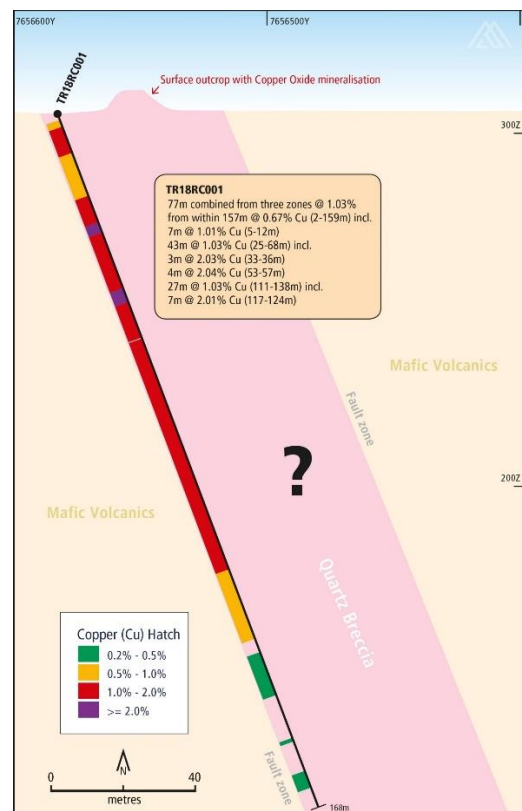 7656600Y
7656500Y
TR18RC001
Surface outcrop with Copper Oxide mineralisation
300Z
TR18RC001
77m combined from three zones @ 1.03%
from within 157m @ 0.67% Cu (2-159m) incl.
7m @ 1.01% Cu (5-12m)
43m @ 1.03% Cu (25-68m) incl.
3m @ 2.03% Cu (33-36m)
4m @ 2.04% Cu (53-57m)
27m @ 1.03% Cu (111-138m) incl.
7m @ 2.01% Cu (117-124m)
Mafic Volcanics
Fault zone
?
200Z
Mafic Volcanics
Quartz Breccia
Copper (Cu) Hatch
0.2% - 0.5%
0.5% - 1.0%
1.0% - 2.0%
>= 2.0%
N
0
40
metres
Fault zone
168m